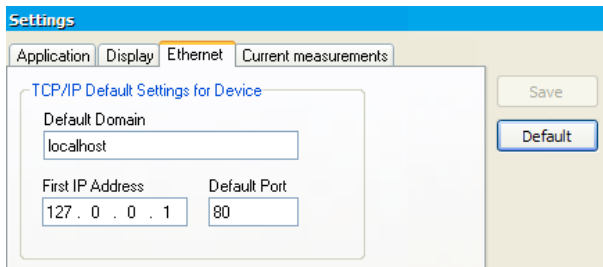 Settings
Application Display Ethernet Current measurements
TCP/IP Default Settings for Device
Save
Default Domain
Default
localhost
First IP Address Default Port
127 . 0 . 0 . 1 80